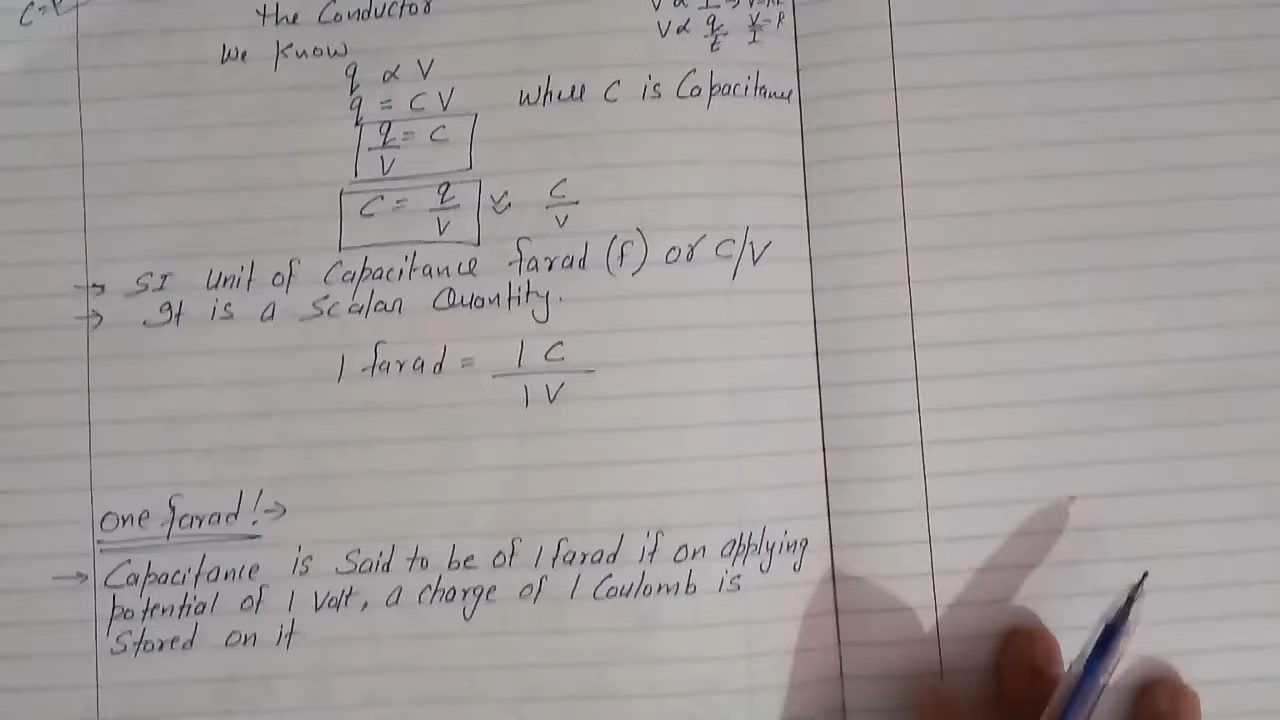 the Conductor
V ∝ q/t V/I = R
We Know
q ∝ V
q = C V where C is Capacitance
q/V = C
C = q/V C/V
→ SI unit of Capacitance farad (f) or C/V
→ It is a Scalar Quantity.
1 farad = 1 C / 1 V
One farad !→
→ Capacitance is Said to be of 1 farad if on applying
potential of 1 Volt, a charge of 1 Coulomb is
Stored on it